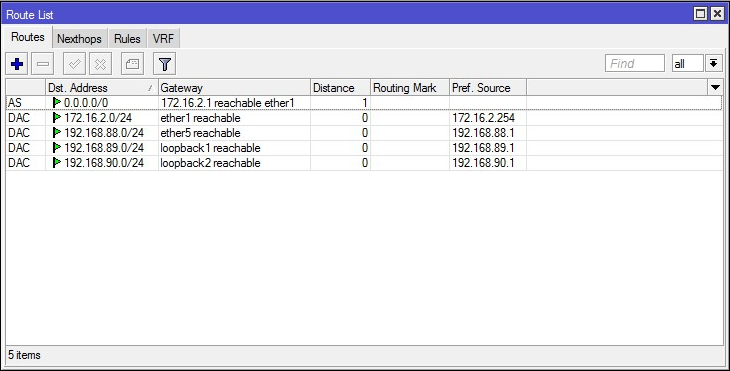 Route List
Routes Nexthops Rules VRF
Find all
Dst. Address Gateway Distance Routing Mark Pref. Source
AS 0.0.0.0/0 172.16.2.1 reachable ether1 1
DAC 172.16.2.0/24 ether1 reachable 0 172.16.2.254
DAC 192.168.88.0/24 ether5 reachable 0 192.168.88.1
DAC 192.168.89.0/24 loopback1 reachable 0 192.168.89.1
DAC 192.168.90.0/24 loopback2 reachable 0 192.168.90.1
5 items